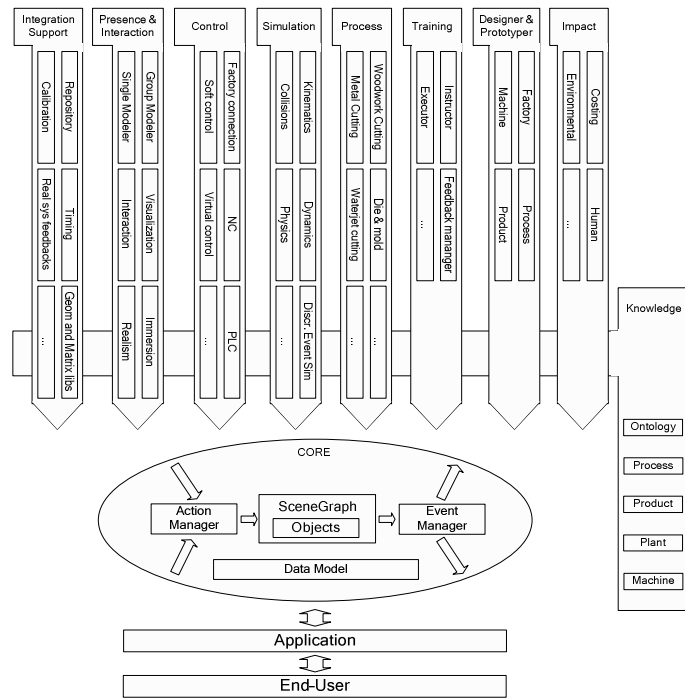 Integration
Support
Presence &
Interaction
Control
Simulation
Process
Training
Designer &
Prototyper
Impact
Repository
Calibration
Timing
Real sys feedbacks
Geom and Matrix libs
...
Group Modeler
Single Modeler
Visualization
Interaction
Immersion
Realism
Factory connection
Soft control
NC
Virtual control
PLC
...
Kinematics
Collisions
Dynamics
Physics
Discr. Event Sim
...
Woodwork Cutting
Metal Cutting
Die & mold
Waterjet cutting
...
...
Instructor
Executor
Feedback mananger
...
Factory
Machine
Process
Product
Costing
Environmental
Human
...
Knowledge
Ontology
Process
Product
Plant
Machine
CORE
Action
Manager
SceneGraph
Objects
Event
Manager
Data Model
Application
End-User